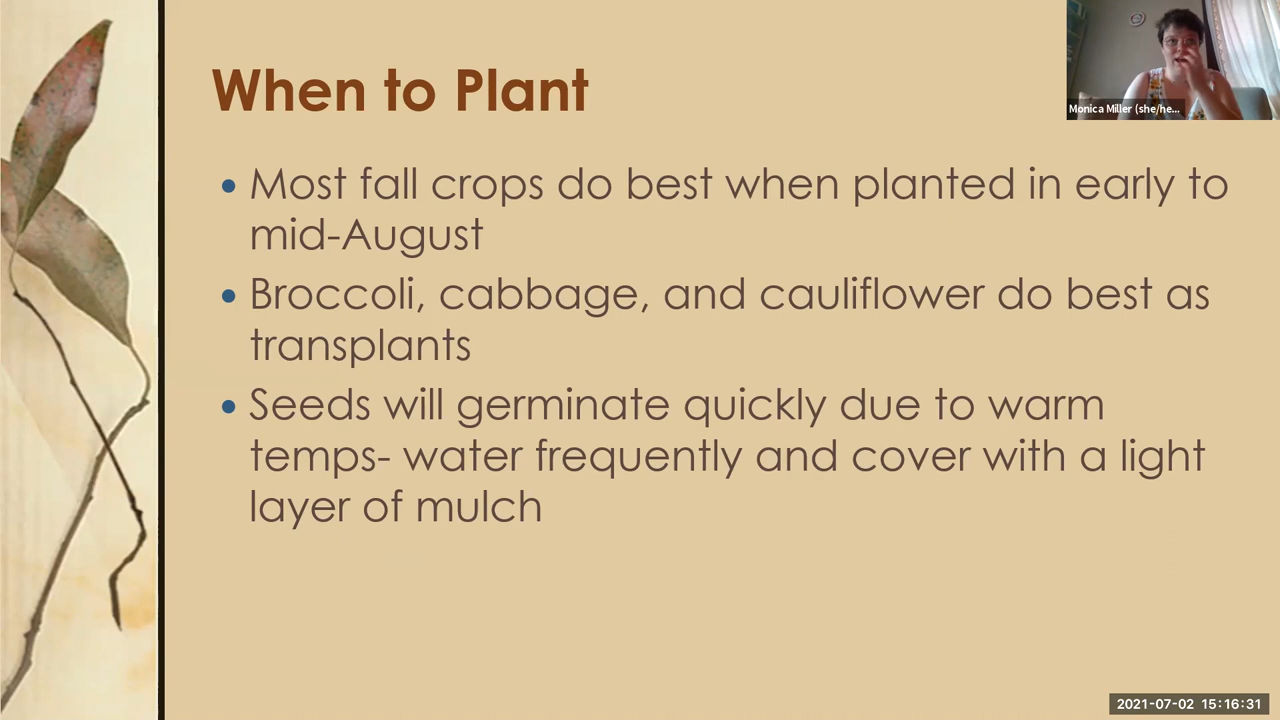 When to Plant
Monica Miller (she/he...
• Most fall crops do best when planted in early to
mid-August
• Broccoli, cabbage, and cauliflower do best as
transplants
• Seeds will germinate quickly due to warm
temps- water frequently and cover with a light
layer of mulch
2021-07-02 15:16:31